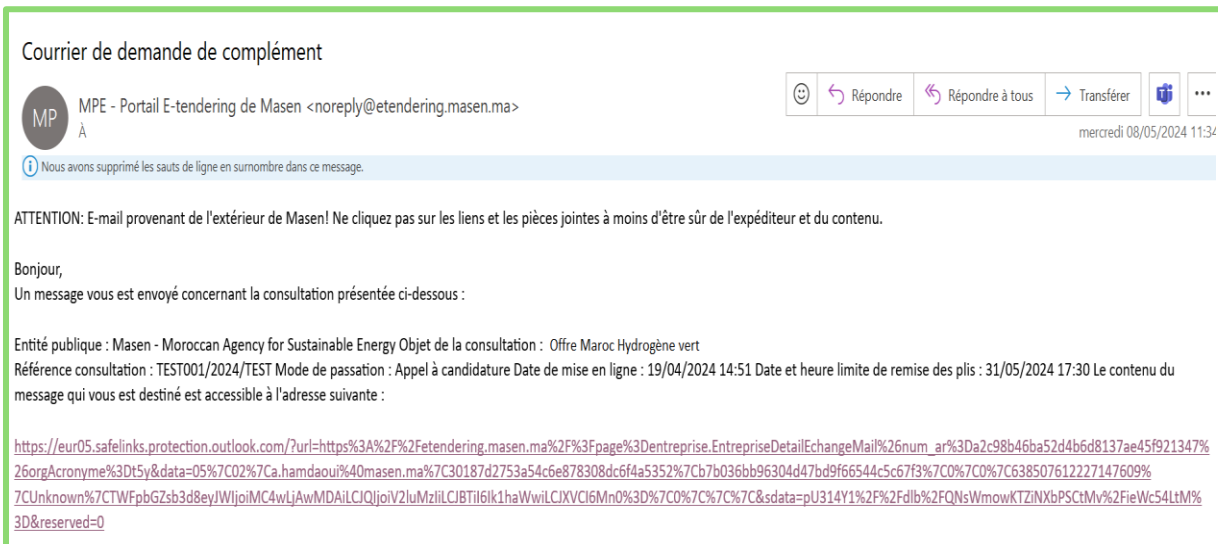 Courrier de demande de complément
MP
MPE - Portail E-tendering de Masen <noreply@etendering.masen.ma>
À
Répondre
Répondre à tous
Transférer
mercredi 08/05/2024 11:34
Nous avons supprimé les sauts de ligne en surnombre dans ce message.
ATTENTION: E-mail provenant de l'extérieur de Masen! Ne cliquez pas sur les liens et les pièces jointes à moins d'être sûr de l'expéditeur et du contenu.
Bonjour,
Un message vous est envoyé concernant la consultation présentée ci-dessous :
Entité publique : Masen - Moroccan Agency for Sustainable Energy Objet de la consultation : Offre Maroc Hydrogène vert
Référence consultation : TEST001/2024/TEST Mode de passation : Appel à candidature Date de mise en ligne : 19/04/2024 14:51 Date et heure limite de remise des plis : 31/05/2024 17:30 Le contenu du
message qui vous est destiné est accessible à l'adresse suivante :
https://eur05.safelinks.protection.outlook.com/?url=https%3A%2F%2Fetendering.masen.ma%2F%3Fpage%3Dentreprise.EntrepriseDetailEchangeMail%26num_ar%3Da2c98b46ba52d4b6d8137ae45f921347%
26orgAcronyme%3Dt5y&data=05%7C02%7Ca.hamdaoui%40masen.ma%7C30187d2753a54c6e878308dc6f4a5352%7Cb7b036bb96304d47bd9f66544c5c67f3%7C0%7C0%7C638507612227147609%
7CUnknown%7CTWFpbGZsb3d8eyJWIjoiMC4wLjAwMDAiLCJQIjoiV2luMzIiLCJBTiI6Ik1haWwiLCJXVCI6Mn0%3D%7C0%7C%7C%7C&sdata=pU314Y1%2F%2Fdlb%2FQNsWmowKTZiNXbPSCtMv%2FieWc54LtM%
3D&reserved=0